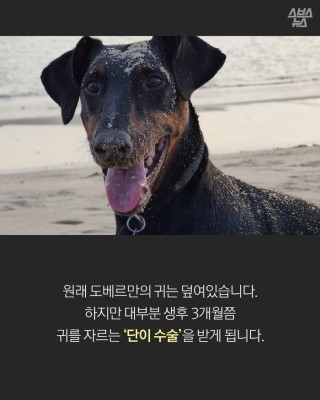 스브스
뉴스
원래 도베르만의 귀는 덮여있습니다.
하지만 대부분 생후 3개월쯤
귀를 자르는 '단이 수술'을 받게 됩니다.